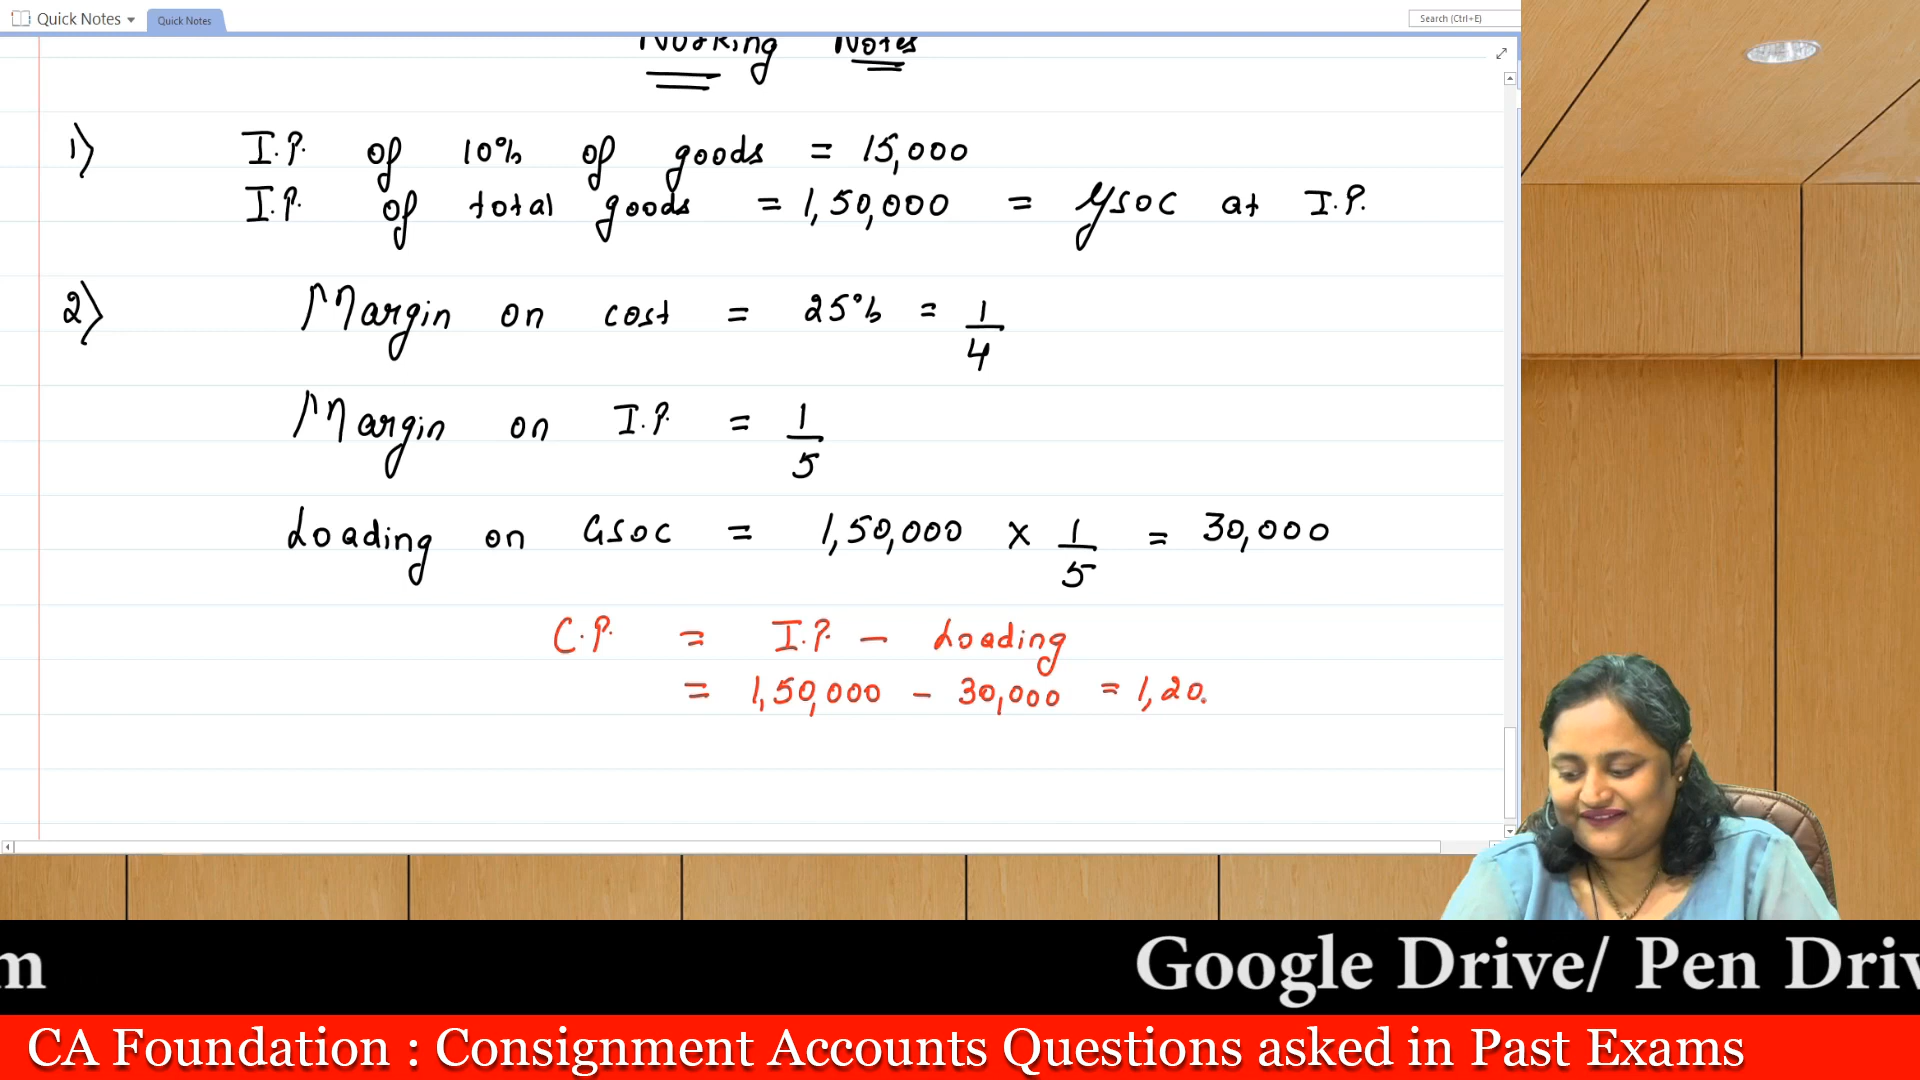 Quick Notes
Quick Notes
Search (Ctrl+E)
Working Notes
1) I.P. of 10% of goods = 15,000
I.P. of total goods = 1,50,000 = GSOC at I.P.
2) Margin on cost = 25% = 1/4
Margin on I.P. = 1/5
Loading on GSOC = 1,50,000 × 1/5 = 30,000
C.P. = I.P. - Loading
= 1,50,000 - 30,000 = 1,20,
m Google Drive/ Pen Driv
CA Foundation : Consignment Accounts Questions asked in Past Exams